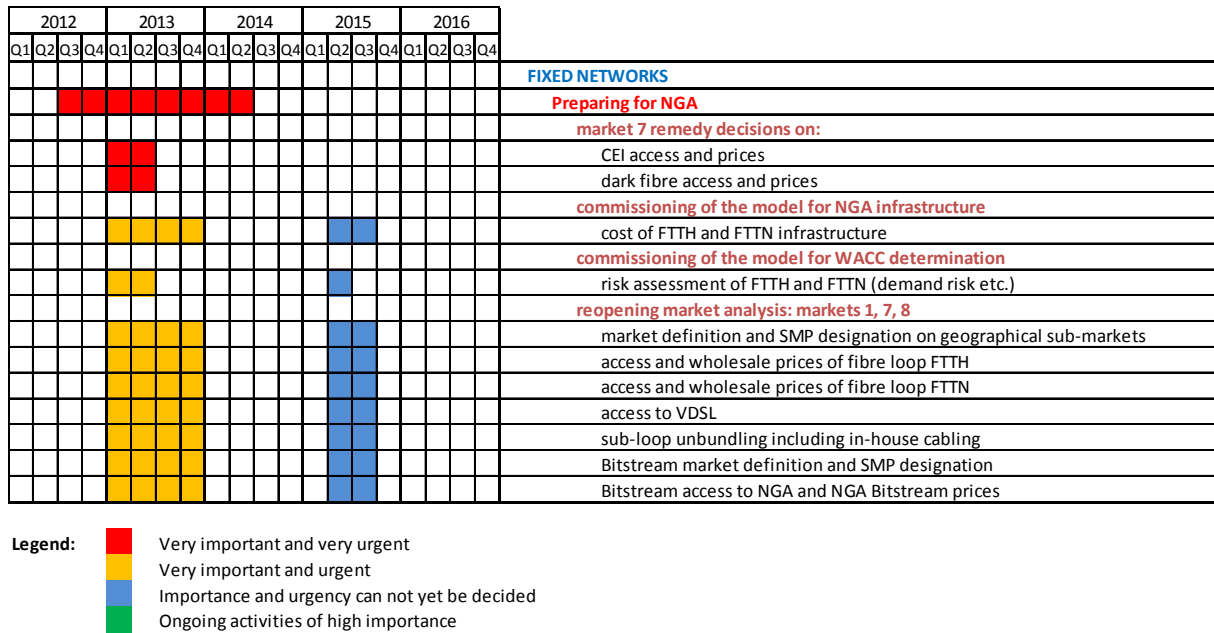 2012 2013 2014 2015 2016
Q1 Q2 Q3 Q4 Q1 Q2 Q3 Q4 Q1 Q2 Q3 Q4 Q1 Q2 Q3 Q4 Q1 Q2 Q3 Q4
FIXED NETWORKS
Preparing for NGA
market 7 remedy decisions on:
CEI access and prices
dark fibre access and prices
commissioning of the model for NGA infrastructure
cost of FTTH and FTTN infrastructure
commissioning of the model for WACC determination
risk assessment of FTTH and FTTN (demand risk etc.)
reopening market analysis: markets 1, 7, 8
market definition and SMP designation on geographical sub-markets
access and wholesale prices of fibre loop FTTH
access and wholesale prices of fibre loop FTTN
access to VDSL
sub-loop unbundling including in-house cabling
Bitstream market definition and SMP designation
Bitstream access to NGA and NGA Bitstream prices
Legend: Very important and very urgent
Very important and urgent
Importance and urgency can not yet be decided
Ongoing activities of high importance